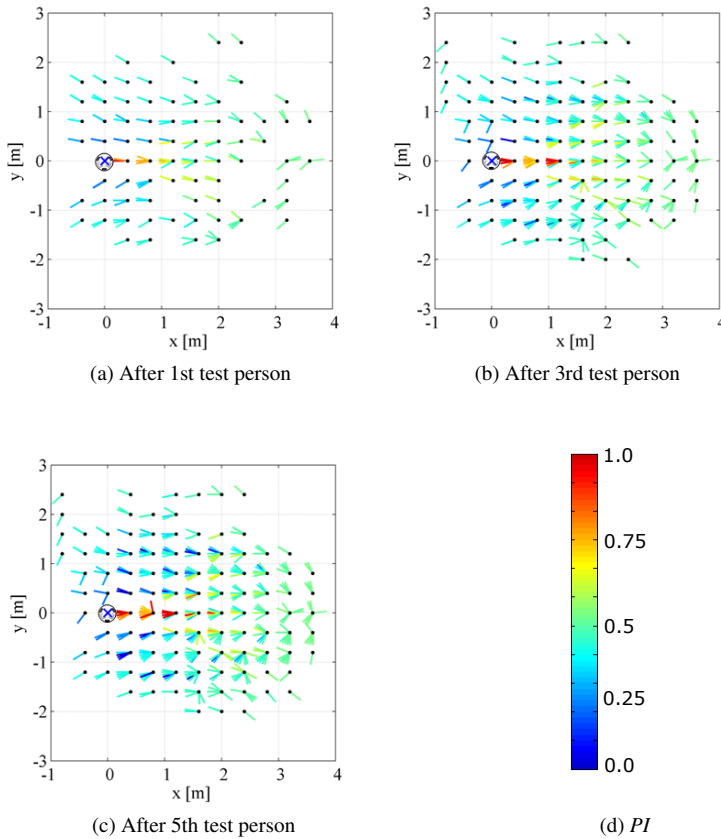 3
2
1
0
-1
-2
-3
y [m]
-1 0 1 2 3 4
x [m]
(a) After 1st test person
3
2
1
0
-1
-2
-3
y [m]
-1 0 1 2 3 4
x [m]
(b) After 3rd test person
3
2
1
0
-1
-2
-3
y [m]
-1 0 1 2 3 4
x [m]
(c) After 5th test person
1.0
0.75
0.5
0.25
0.0
(d) PI